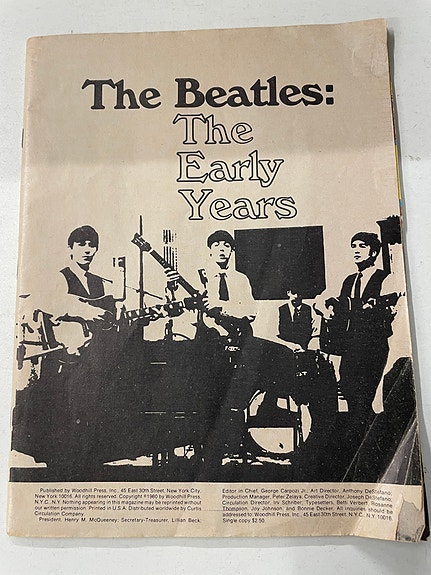 The Beatles:
The
Early
Years
Published by Woodhill Press, Inc., 45 East 30th Street, New York City,
New York 10016. All rights reserved. Copyright ©1980 by Woodhill Press,
N.Y.C., N.Y. Nothing appearing in this magazine may be reprinted without
our written permission. Printed in U.S.A. Distributed worldwide by Curtis
Circulation Company.
President, Henry M. McQueeney; Secretary-Treasurer, Lillian Beck.
Editor in Chief, George Carpozi Jr.; Art Director, Anthony DeStefano;
Production Manager, Peter Zelaya; Creative Director, Joseph DeStefano;
Circulation Director, Irv Schriber; Typesetters, Betti Verbert, Rosanne
Thompson, Joy Johnson, and Bonnie Decker. All inquiries should be
addressed to Woodhill Press, Inc., 45 East 30th St., N.Y.C., N.Y. 10016.
Single copy $2.50.